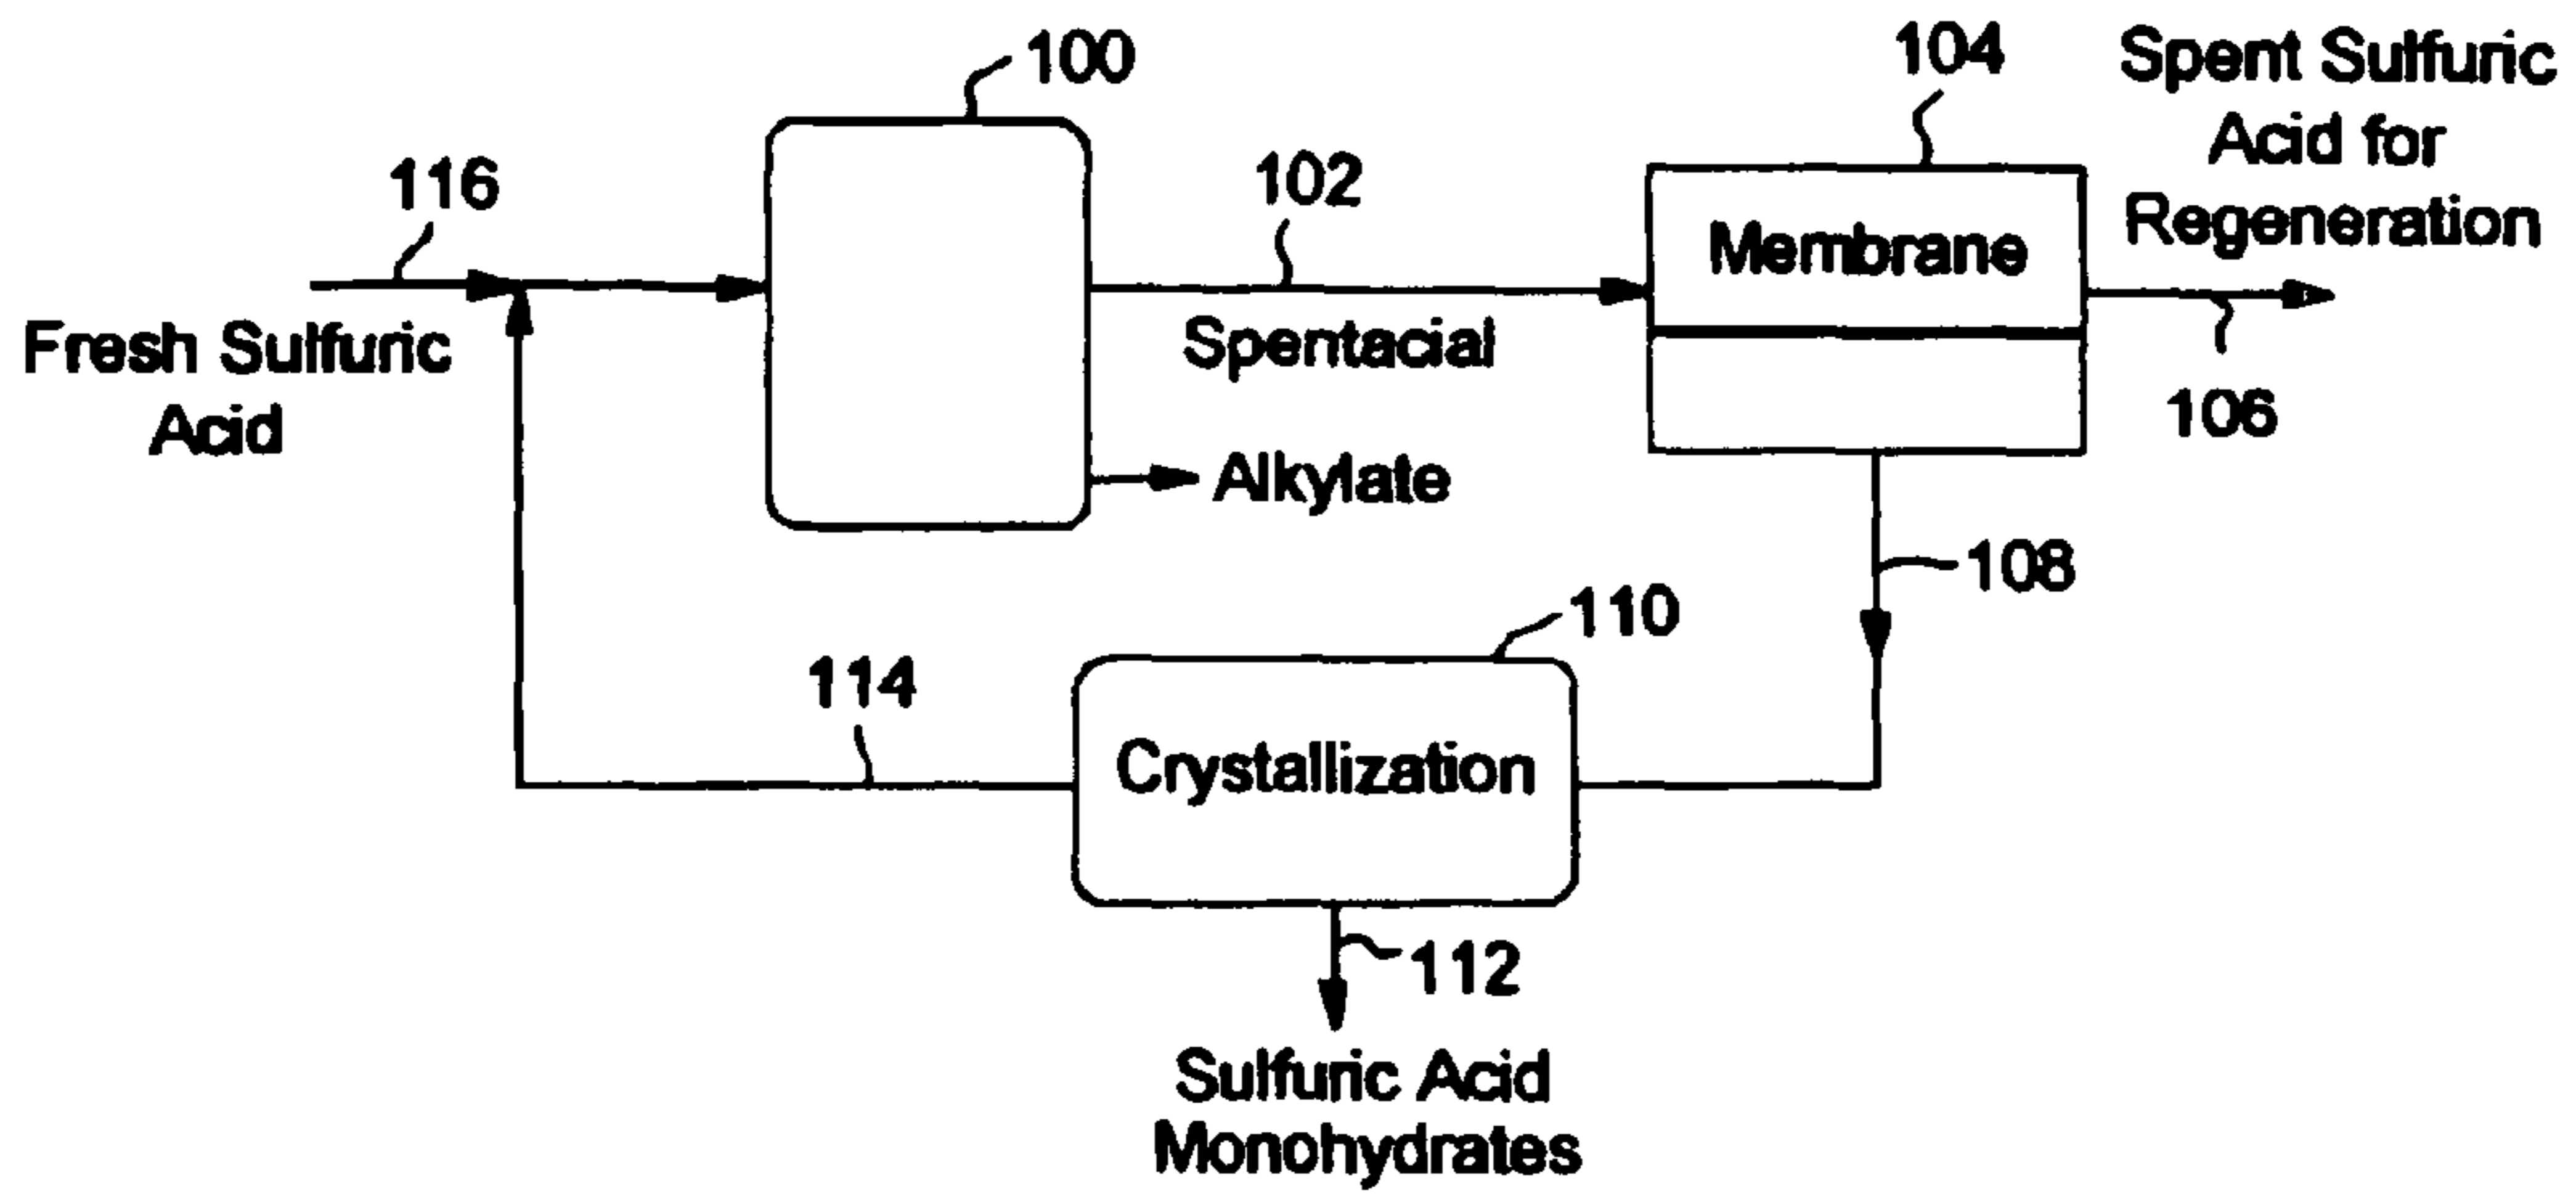 100
104
Spent Sulfuric
Acid for
Regeneration
116
102
Membrane
Fresh Sulfuric
Acid
Spentacial
106
Alkylate
108
110
114
Crystallization
112
Sulfuric Acid
Monohydrates